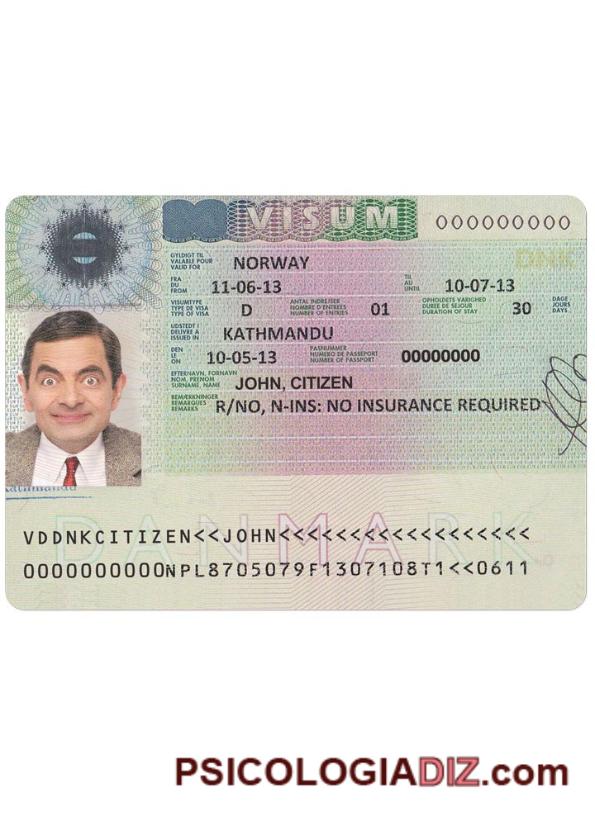 VISUM 000000000
DNK
GYLDIGT TIL
VALABLE POUR
VALID FOR NORWAY
FRA
DU
FROM 11-06-13
TIL
AU
UNTIL 10-07-13
VISUMTYPE
TYPE DE VISA
TYPE OF VISA D
ANTAL INDREJSER
NOMBRE D'ENTREES
NUMBER OF ENTRIES 01
OPHOLDETS VARIGHED
DUREE DE SEJOUR
DURATION OF STAY 30
DAGE
JOURS
DAYS
UDSTEDT I
DELIVRE A
ISSUED IN KATHMANDU
DEN
LE
ON 10-05-13
PASNUMMER
NUMERO DE PASSEPORT
NUMBER OF PASSPORT 00000000
EFTERNAVN, FORNAVN
NOM, PRENOM
SURNAME, NAME JOHN, CITIZEN
BEMÆRKNINGER
REMARQUES
REMARKS R/NO, N-INS: NO INSURANCE REQUIRED
Kathmandu
DANMARK
VDDNKCITIZEN<<JOHN<<<<<<<<<<<<<<<<<<
0000000000NPL8705079F1307108T1<<0611
PSICOLOGIADIZ.com